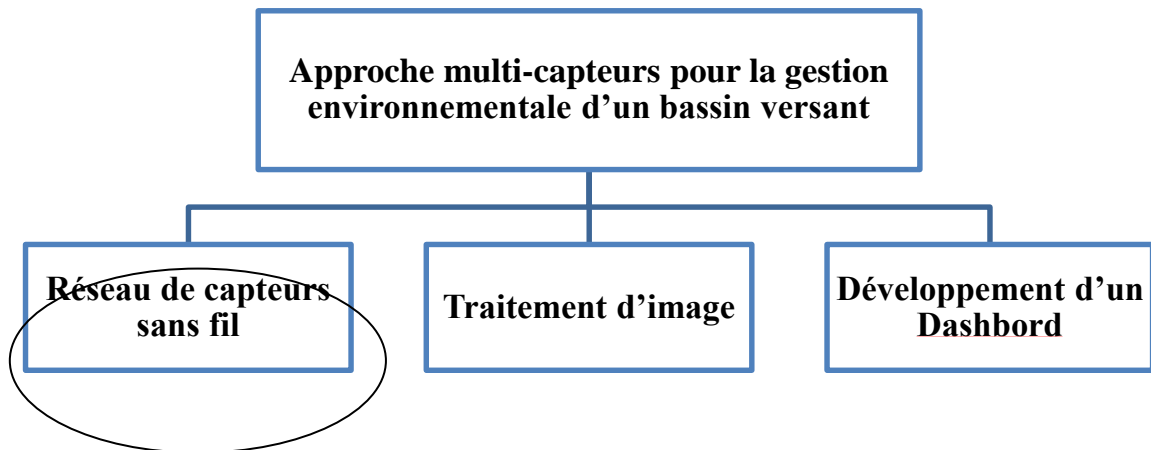 Approche multi-capteurs pour la gestion
environnementale d’un bassin versant
Réseau de capteurs
sans fil
Traitement d’image
Développement d’un
Dashbord